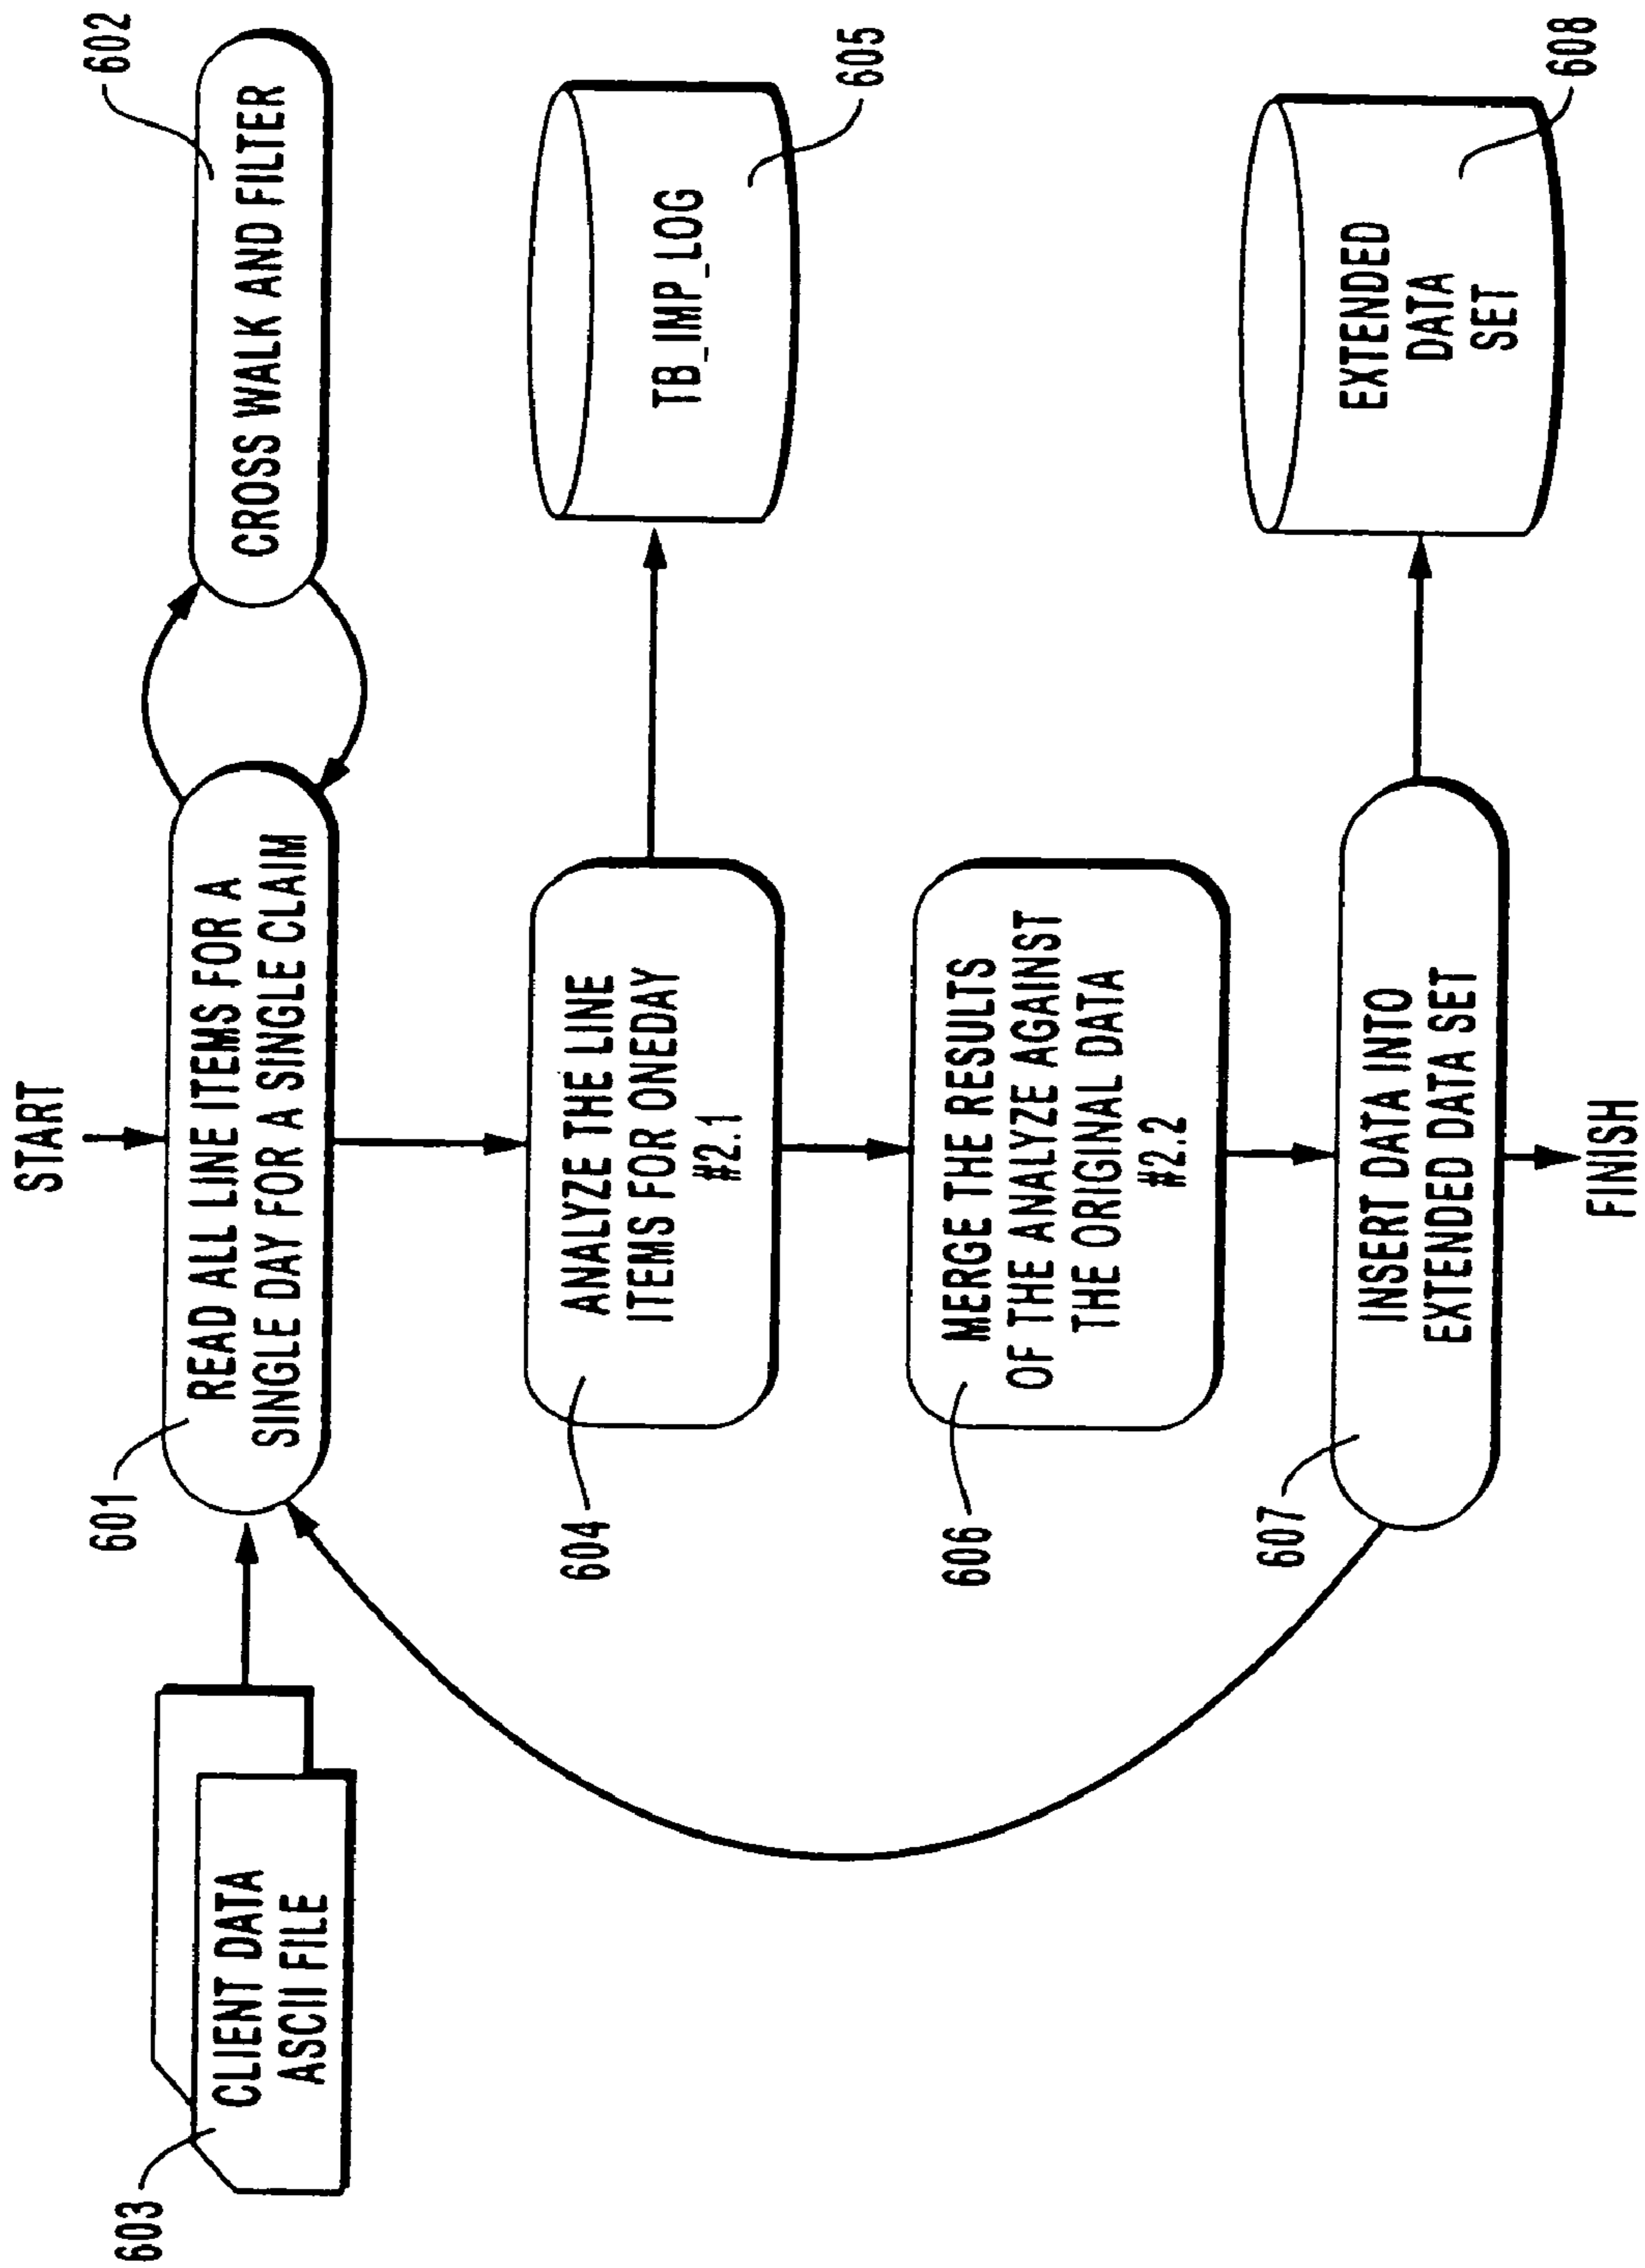 START
603
CLIENT DATA
ASCII FILE
601
READ ALL LINE ITEMS FOR A
SINGLE DAY FOR A SINGLE CLAIM
602
CROSS WALK AND FILTER
604
ANALYZE THE LINE
ITEMS FOR ONEDAY
#2.1
TB_IMP_LOG
605
606
MERGE THE RESULTS
OF THE ANALYZE AGAINST
THE ORIGINAL DATA
#2.2
607
INSERT DATA INTO
EXTENDED DATA SET
EXTENDED
DATA
SET
608
FINISH